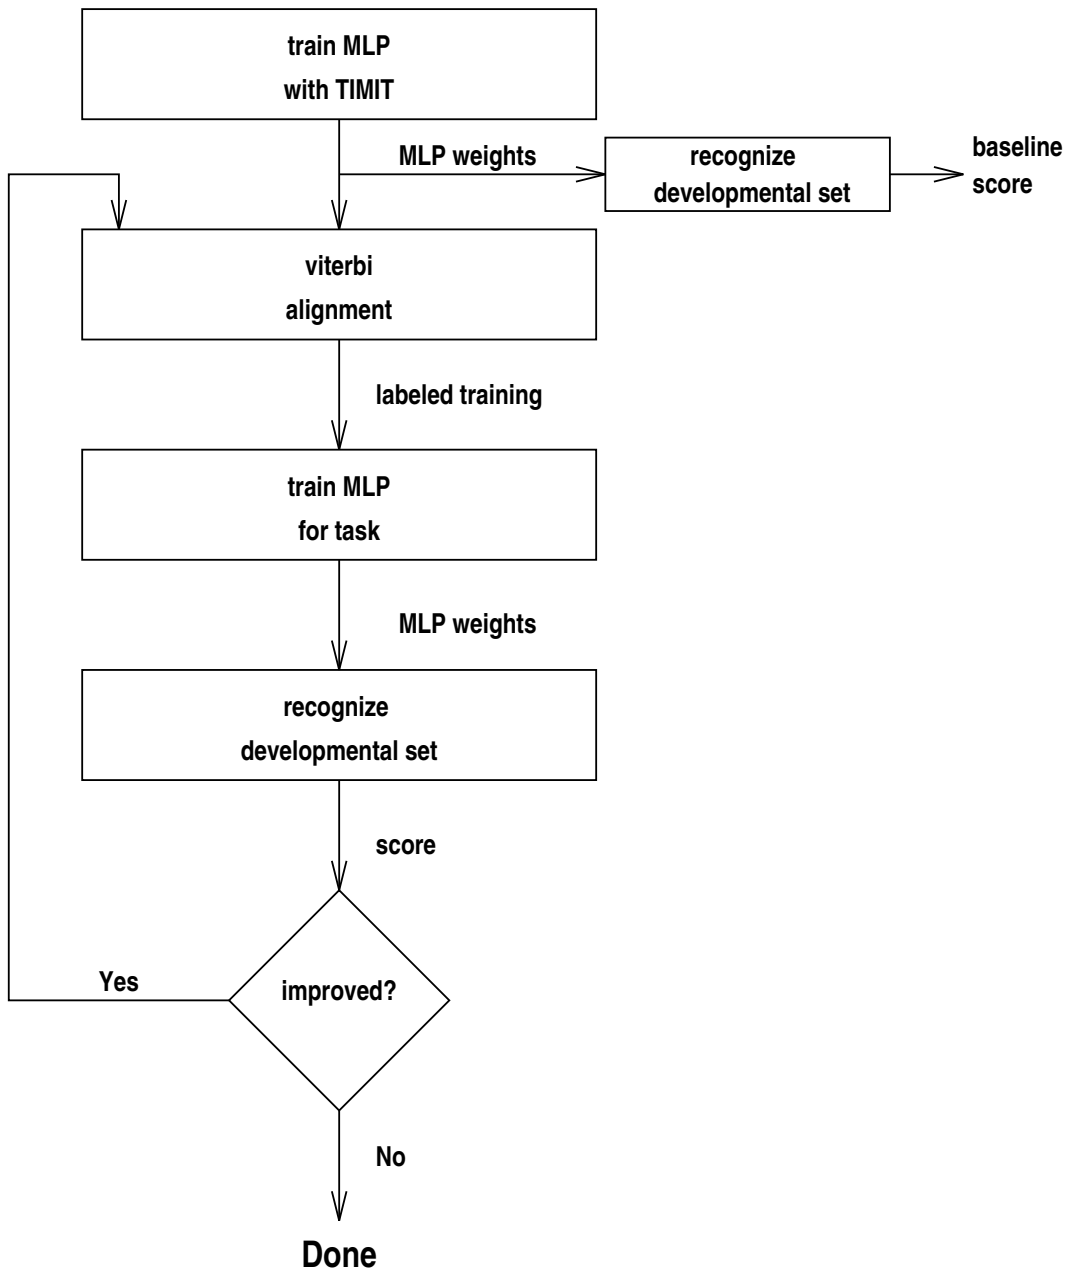 train MLP
with TIMIT
MLP weights
recognize
developmental set
baseline
score
viterbi
alignment
labeled training
train MLP
for task
MLP weights
recognize
developmental set
score
improved?
Yes
No
Done